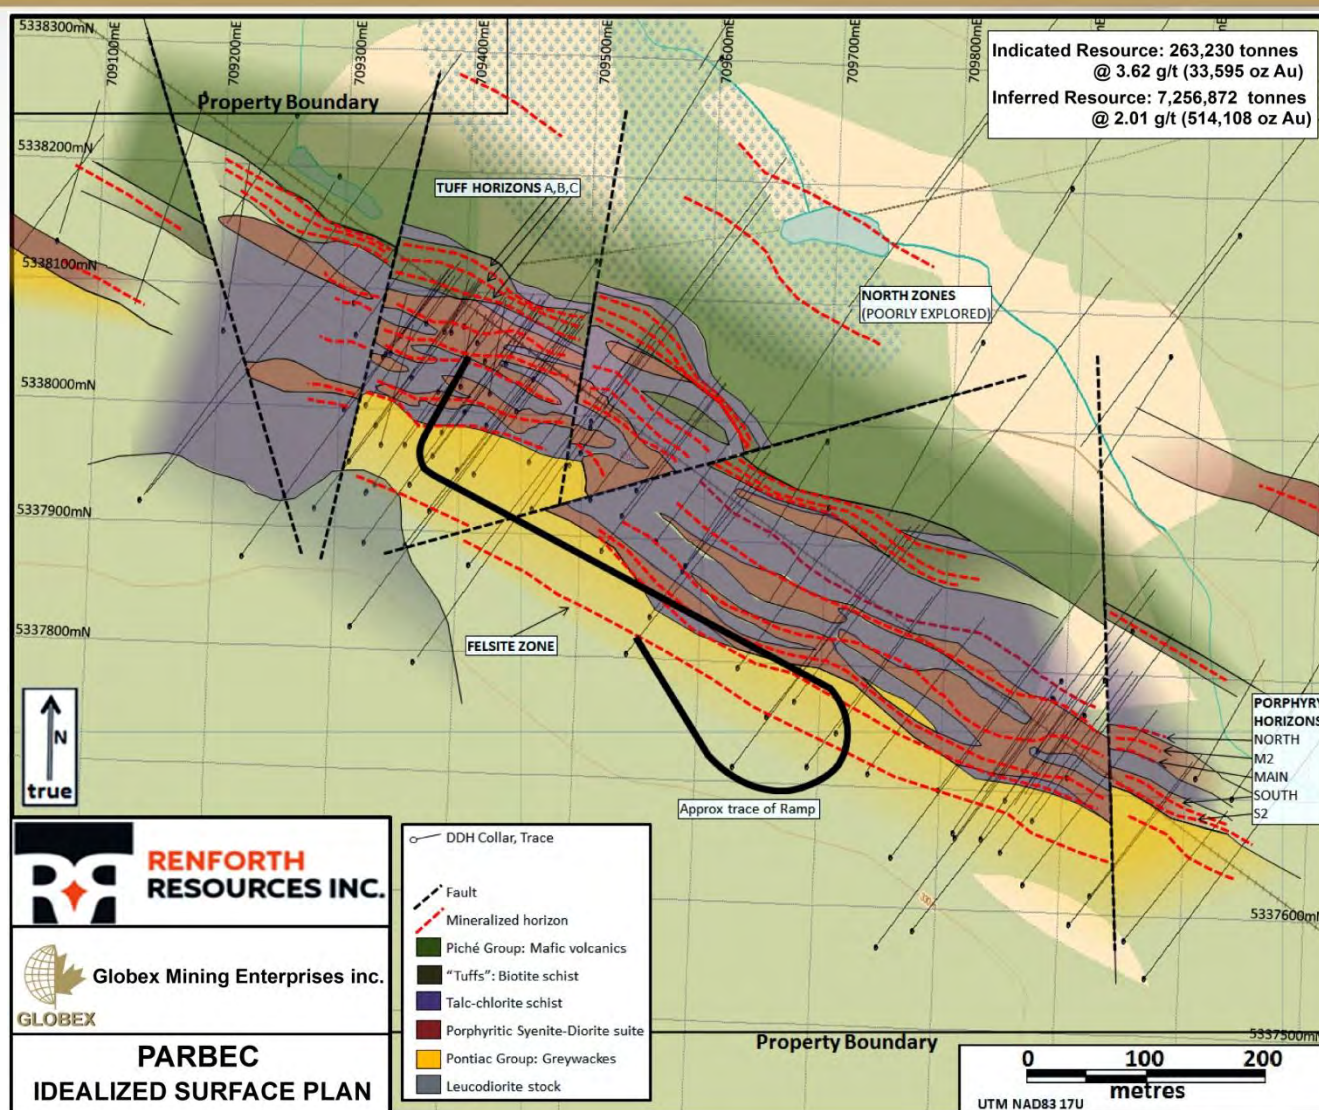 5338300mN
709100mE
709200mE
709300mE
709400mE
709500mE
709600mE
709700mE
709800mE
Indicated Resource: 263,230 tonnes
@ 3.62 g/t (33,595 oz Au)
Inferred Resource: 7,256,872 tonnes
@ 2.01 g/t (514,108 oz Au)
Property Boundary
5338200mN
TUFF HORIZONS A,B,C
5338100mN
NORTH ZONES
(POORLY EXPLORED)
5338000mN
5337900mN
5337800mN
FELSITE ZONE
N
true
PORPHYRY
HORIZONS
NORTH
M2
MAIN
SOUTH
S2
Approx trace of Ramp
RENFORTH
RESOURCES INC.
GLOBEX
Globex Mining Enterprises inc.
PARBEC
IDEALIZED SURFACE PLAN
DDH Collar, Trace
Fault
Mineralized horizon
Piché Group: Mafic volcanics
"Tuffs": Biotite schist
Talc-chlorite schist
Porphyritic Syenite-Diorite suite
Pontiac Group: Greywackes
Leucodiorite stock
5337600mN
5337500mN
Property Boundary
0 100 200
metres
UTM NAD83 17U